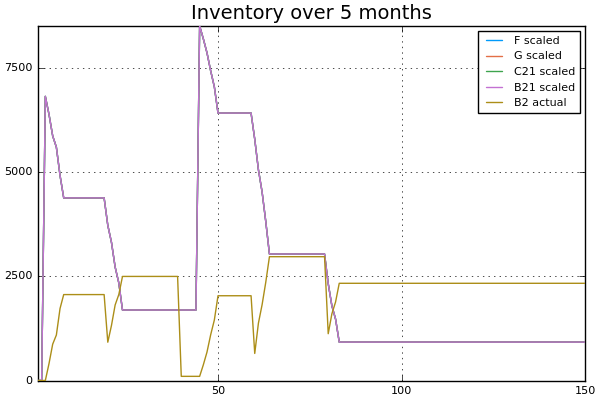 Inventory over 5 months
F scaled
G scaled
C21 scaled
B21 scaled
B2 actual
7500
5000
2500
0
50
100
150